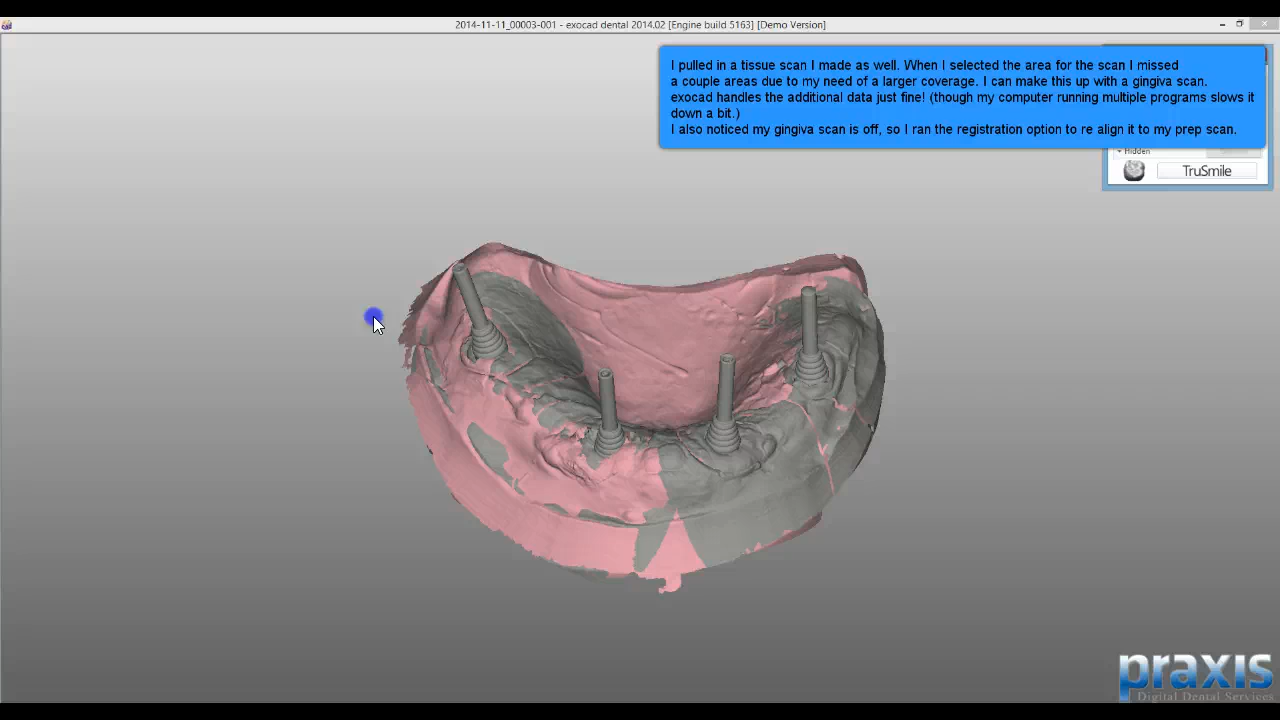 2014-11-11_00003-001 - exocad dental 2014.02 [Engine build 5163] [Demo Version]
I pulled in a tissue scan I made as well. When I selected the area for the scan I missed
a couple areas due to my need of a larger coverage. I can make this up with a gingiva scan.
exocad handles the additional data just fine! (though my computer running multiple programs slows it
down a bit.)
I also noticed my gingiva scan is off, so I ran the registration option to re align it to my prep scan.
Hidden
TruSmile
praxis
Digital Dental Services